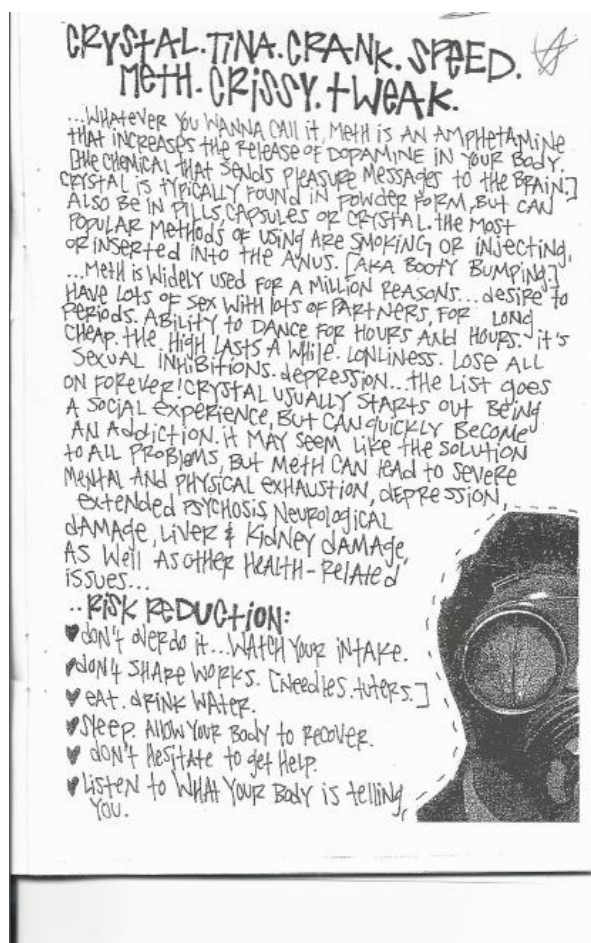 CRYSTAL.TINA.CRANK.SPEED.
METH.CRISSY.TWEAK.
...WHATEVER YOU WANNA CALL IT, METH IS AN AMPHETAMINE
THAT INCREASES THE RELEASE OF DOPAMINE IN YOUR BODY.
[THE CHEMICAL THAT SENDS PLEASURE MESSAGES TO THE BRAIN.]
CRYSTAL IS TYPICALLY FOUND IN POWDER FORM, BUT CAN
ALSO BE IN PILLS, CAPSULES OR CRYSTAL. THE MOST
POPULAR METHODS OF USING ARE SMOKING OR INJECTING,
OR INSERTED INTO THE ANUS. [AKA BOOTY BUMPING]
...METH IS WIDELY USED FOR A MILLION REASONS... DESIRE TO
HAVE LOTS OF SEX WITH LOTS OF PARTNERS, FOR LONG
PERIODS. ABILITY TO DANCE FOR HOURS AND HOURS. IT'S
CHEAP. THE HIGH LASTS A WHILE. LONLINESS. LOSE ALL
SEXUAL INHIBITIONS. DEPRESSION... THE LIST GOES
ON FOREVER! CRYSTAL USUALLY STARTS OUT BEING
A SOCIAL EXPERIENCE, BUT CAN QUICKLY BECOME
AN ADDICTION. IT MAY SEEM LIKE THE SOLUTION
TO ALL PROBLEMS, BUT METH CAN LEAD TO SEVERE
MENTAL AND PHYSICAL EXHAUSTION, DEPRESSION,
EXTENDED PSYCHOSIS, NEUROLOGICAL
DAMAGE, LIVER & KIDNEY DAMAGE,
AS WELL AS OTHER HEALTH-RELATED
ISSUES...
..RISK REDUCTION:
♥ DON'T OVERDO IT... WATCH YOUR INTAKE.
♥ DON'T SHARE WORKS. [NEEDLES.TUTERS.]
♥ EAT. DRINK WATER.
♥ SLEEP. ALLOW YOUR BODY TO RECOVER.
♥ DON'T HESITATE TO GET HELP.
♥ LISTEN TO WHAT YOUR BODY IS TELLING
YOU.